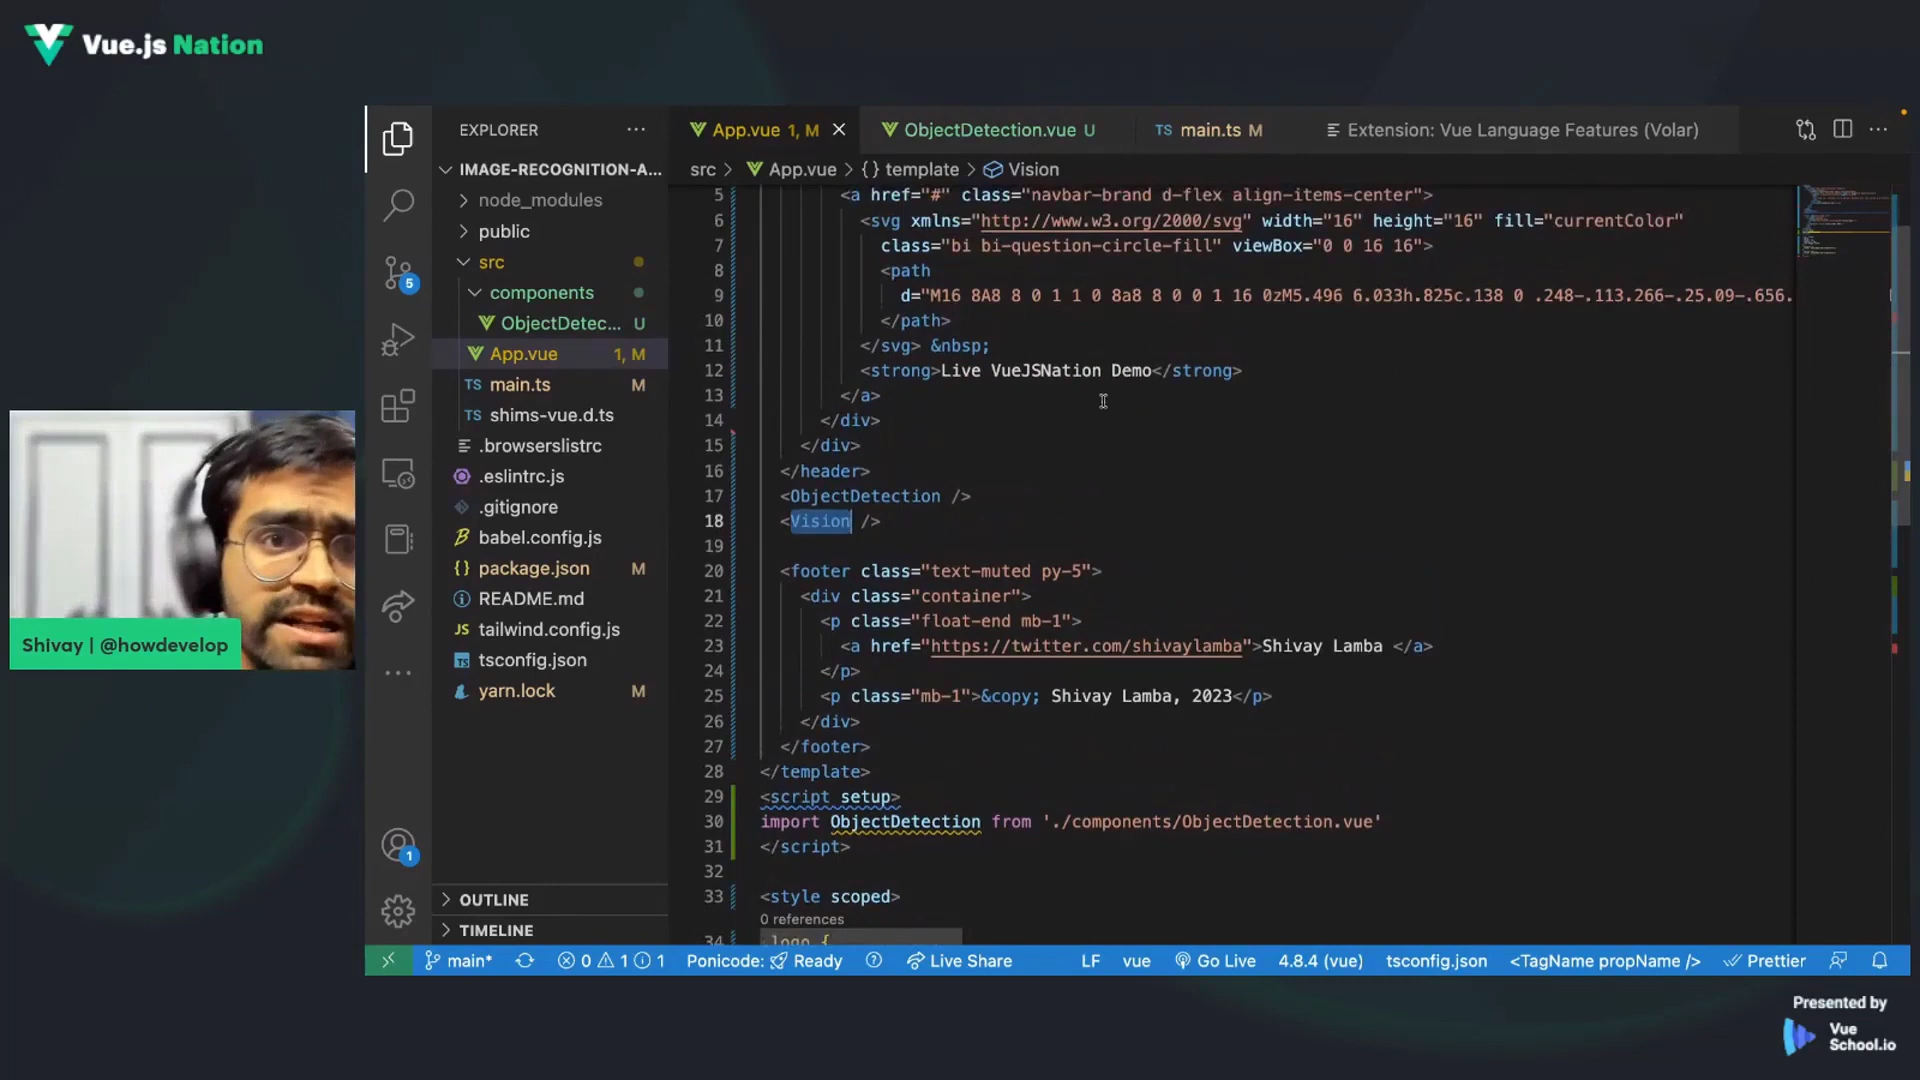 Vue.js Nation
EXPLORER
IMAGE-RECOGNITION-A...
node_modules
public
src
components
ObjectDetec... U
App.vue 1, M
main.ts M
shims-vue.d.ts
.browserslistrc
.eslintrc.js
.gitignore
babel.config.js
package.json M
README.md
tailwind.config.js
tsconfig.json
yarn.lock M
OUTLINE
TIMELINE
5
1
App.vue 1, M
ObjectDetection.vue U
TS main.ts M
Extension: Vue Language Features (Volar)
src > App.vue > {} template > Vision
5 <a href="#" class="navbar-brand d-flex align-items-center">
6 <svg xmlns="http://www.w3.org/2000/svg" width="16" height="16" fill="currentColor"
7 class="bi bi-question-circle-fill" viewBox="0 0 16 16">
8 <path
9 d="M16 8A8 8 0 1 1 0 8a8 8 0 0 1 16 0zM5.496 6.033h.825c.138 0 .248-.113.266-.25.09-.656.
10 </path>
11 </svg> &nbsp;
12 <strong>Live VueJSNation Demo</strong>
13 </a>
14 </div>
15 </div>
16 </header>
17 <ObjectDetection />
18 <Vision />
19
20 <footer class="text-muted py-5">
21 <div class="container">
22 <p class="float-end mb-1">
23 <a href="https://twitter.com/shivaylamba">Shivay Lamba </a>
24 </p>
25 <p class="mb-1">&copy; Shivay Lamba, 2023</p>
26 </div>
27 </footer>
28 </template>
29 <script setup>
30 import ObjectDetection from './components/ObjectDetection.vue'
31 </script>
32
33 <style scoped>
0 references
34 .logo {
Shivay | @howdevelop
main* 0 1 1 Ponicode: Ready Live Share LF vue Go Live 4.8.4 (vue) tsconfig.json <TagName propName /> Prettier
Presented by
Vue
School.io